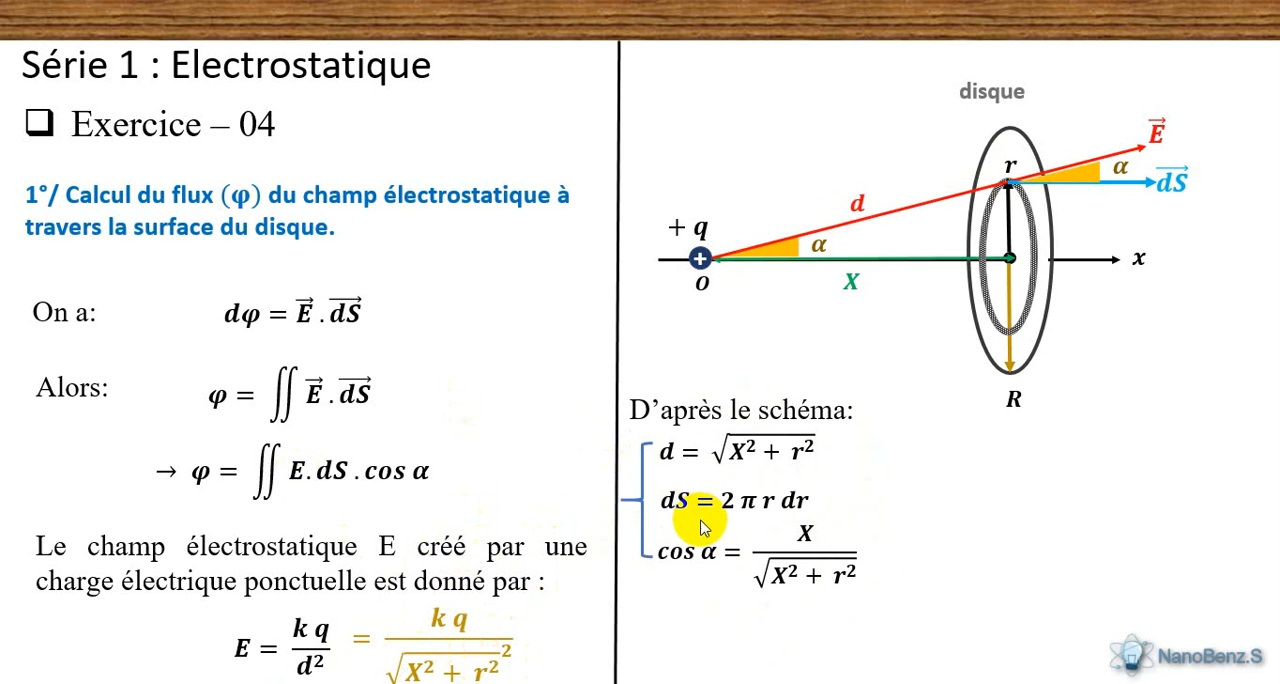 Série 1 : Electrostatique
❑ Exercice – 04
1°/ Calcul du flux (φ) du champ électrostatique à
travers la surface du disque.
On a: dφ = E⃗ . dS⃗
Alors: φ = ∬ E⃗ . dS⃗
→ φ = ∬ E. dS . cos α
Le champ électrostatique E créé par une
charge électrique ponctuelle est donné par :
E = k q / d² = k q / √(X² + r²)²
disque
E⃗
r
α
dS⃗
d
+ q
α
+
x
O
X
R
D’après le schéma:
d = √(X² + r²)
dS = 2 π r dr
cos α = X / √(X² + r²)
NanoBenz.S